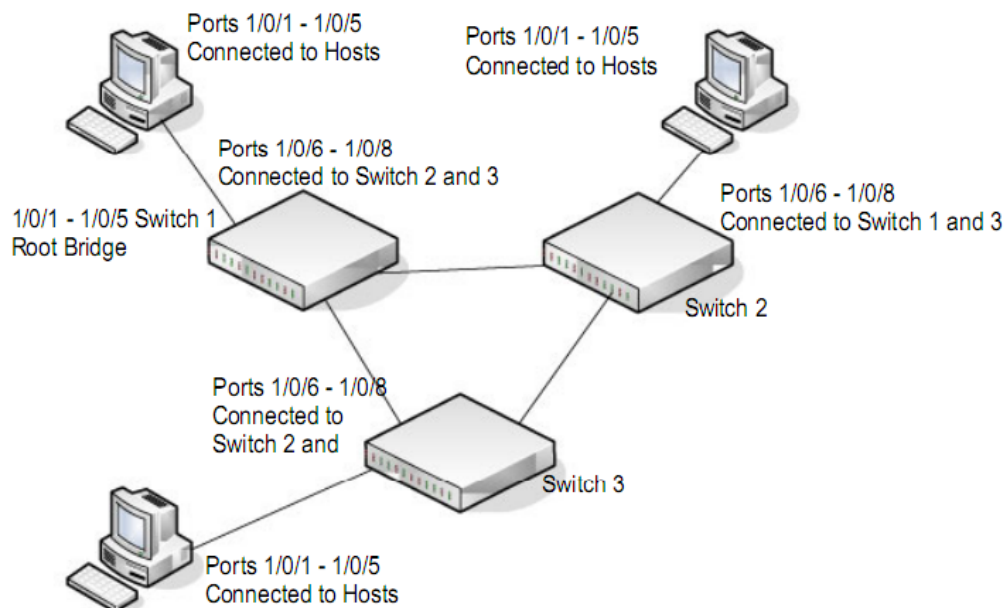 Ports 1/0/1 - 1/0/5
Connected to Hosts
Ports 1/0/1 - 1/0/5
Connected to Hosts
Ports 1/0/6 - 1/0/8
Connected to Switch 2 and 3
Ports 1/0/6 - 1/0/8
Connected to Switch 1 and 3
1/0/1 - 1/0/5 Switch 1
Root Bridge
Switch 2
Ports 1/0/6 - 1/0/8
Connected to
Switch 2 and
Switch 3
Ports 1/0/1 - 1/0/5
Connected to Hosts